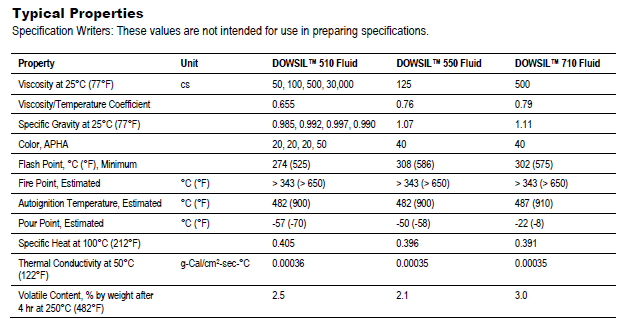 Typical Properties
Specification Writers: These values are not intended for use in preparing specifications.
Property Unit DOWSIL™ 510 Fluid DOWSIL™ 550 Fluid DOWSIL™ 710 Fluid
Viscosity at 25°C (77°F) cs 50, 100, 500, 30,000 125 500
Viscosity/Temperature Coefficient 0.655 0.76 0.79
Specific Gravity at 25°C (77°F) 0.985, 0.992, 0.997, 0.990 1.07 1.11
Color, APHA 20, 20, 20, 50 40 40
Flash Point, °C (°F), Minimum 274 (525) 308 (586) 302 (575)
Fire Point, Estimated °C (°F) > 343 (> 650) > 343 (> 650) > 343 (> 650)
Autoignition Temperature, Estimated °C (°F) 482 (900) 482 (900) 487 (910)
Pour Point, Estimated °C (°F) -57 (-70) -50 (-58) -22 (-8)
Specific Heat at 100°C (212°F) 0.405 0.396 0.391
Thermal Conductivity at 50°C g-Cal/cm²-sec-°C 0.00036 0.00035 0.00035
(122°F)
Volatile Content, % by weight after 2.5 2.1 3.0
4 hr at 250°C (482°F)